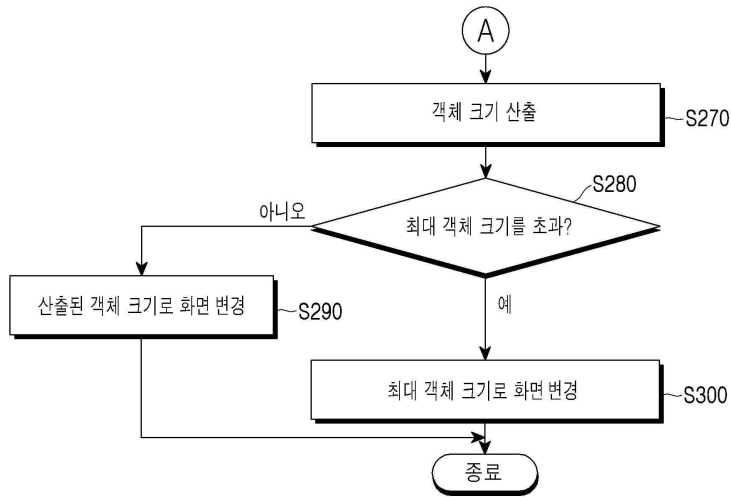 A
객체 크기 산출
S270
S280
최대 객체 크기를 초과?
아니오
산출된 객체 크기로 화면 변경
S290
예
최대 객체 크기로 화면 변경
S300
종료